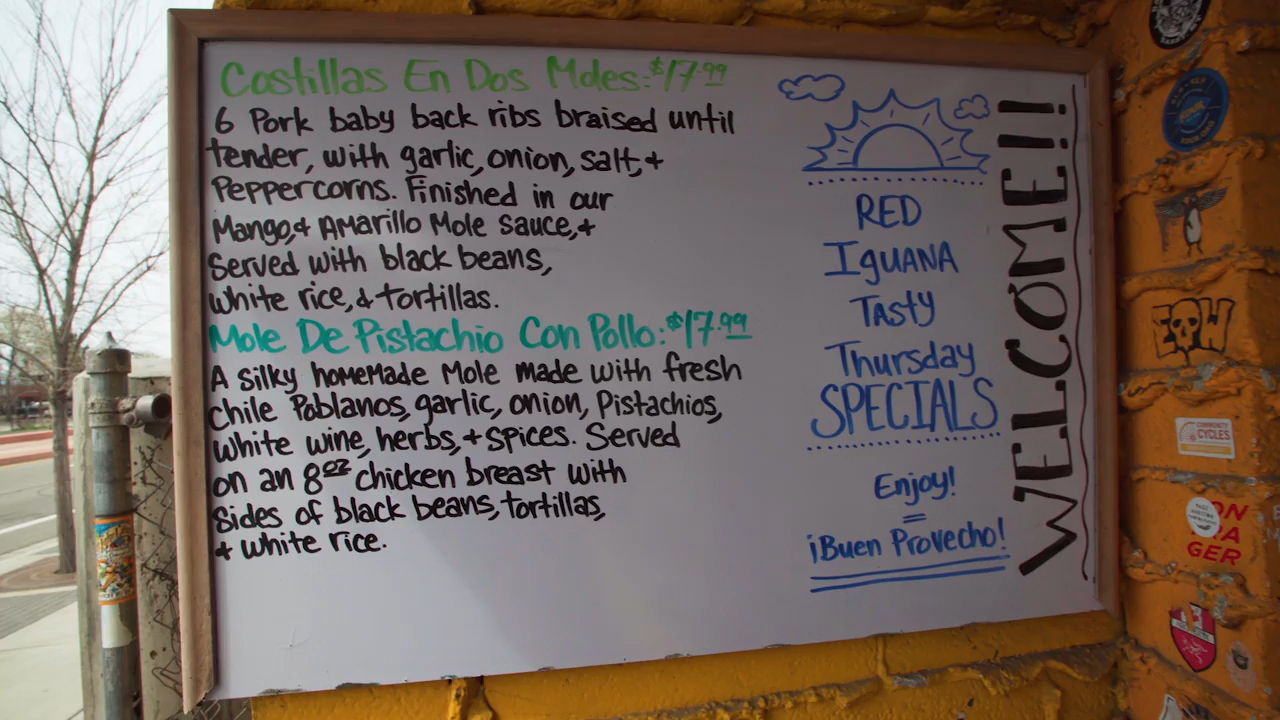 Costillas En Dos Moles: $17.99
6 Pork baby back ribs braised until
tender, with garlic, onion, salt, +
Peppercorns. Finished in our
Mango, & Amarillo Mole Sauce, &
Served with black beans,
white rice, & tortillas.
Mole De Pistachio Con Pollo: $17.99
A silky homemade Mole made with fresh
chile Poblanos, garlic, onion, Pistachios,
white wine, herbs, + spices. Served
on an 8oz chicken breast with
Sides of black beans, tortillas,
& white rice.
RED
IguANA
TASTY
Thursday
SPECIALS
Enjoy!
¡Buen Provecho!
WELCOME!!
COMMUNITY
CYCLES
GER